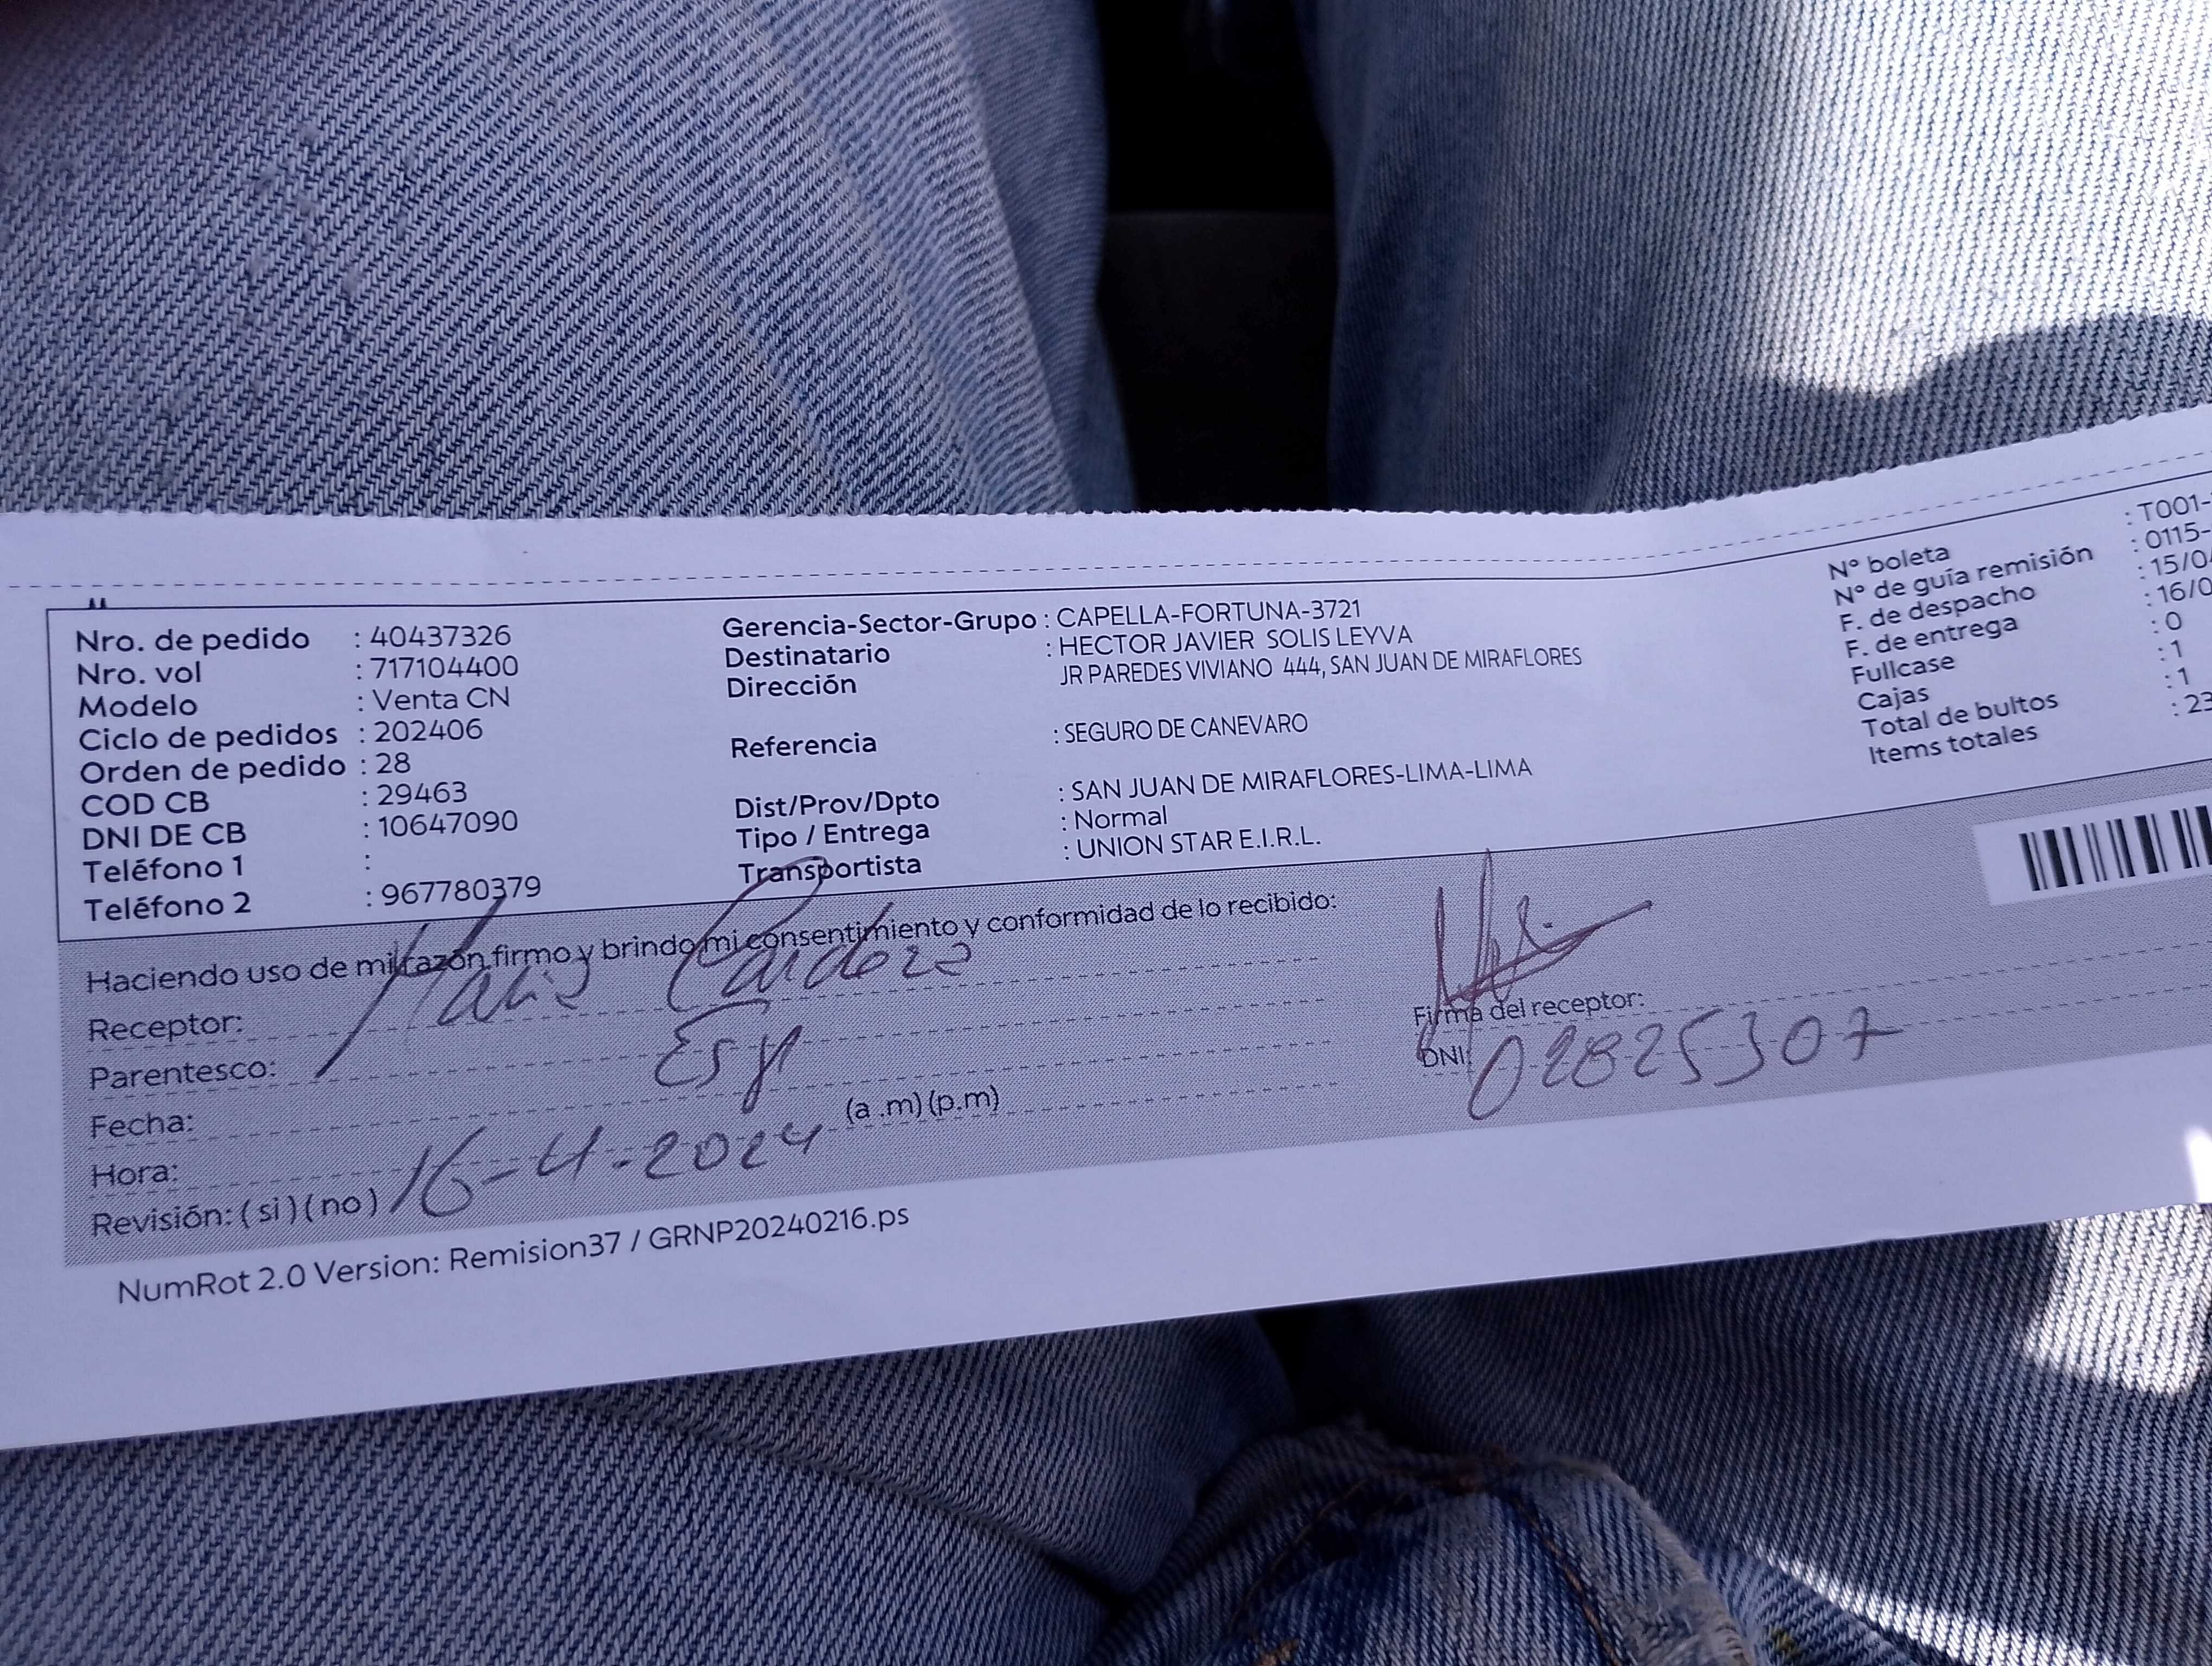 Nro. de pedido : 40437326
Nro. vol : 717104400
Modelo : Venta CN
Ciclo de pedidos : 202406
Orden de pedido : 28
COD CB : 29463
DNI DE CB : 10647090
Teléfono 1 :
Teléfono 2 : 967780379
Gerencia-Sector-Grupo : CAPELLA-FORTUNA-3721
Destinatario : HECTOR JAVIER SOLIS LEYVA
Dirección JR PAREDES VIVIANO 444, SAN JUAN DE MIRAFLORES
Referencia : SEGURO DE CANEVARO
Dist/Prov/Dpto : SAN JUAN DE MIRAFLORES-LIMA-LIMA
Tipo / Entrega : Normal
Transportista : UNION STAR E.I.R.L.
N° boleta : T001-
N° de guía remisión : 0115-
F. de despacho : 15/04
F. de entrega : 16/0
Fullcase : 0
Cajas : 1
Total de bultos : 1
Items totales : 23
Haciendo uso de mi razón firmo y brindo mi consentimiento y conformidad de lo recibido:
Receptor: Cardoza
Parentesco: Esp
Fecha:
Hora: (a .m) (p.m)
Revisión: ( si ) ( no ) 16-4-2024
Firma del receptor:
DNI: 02825307
NumRot 2.0 Version: Remision37 / GRNP20240216.ps